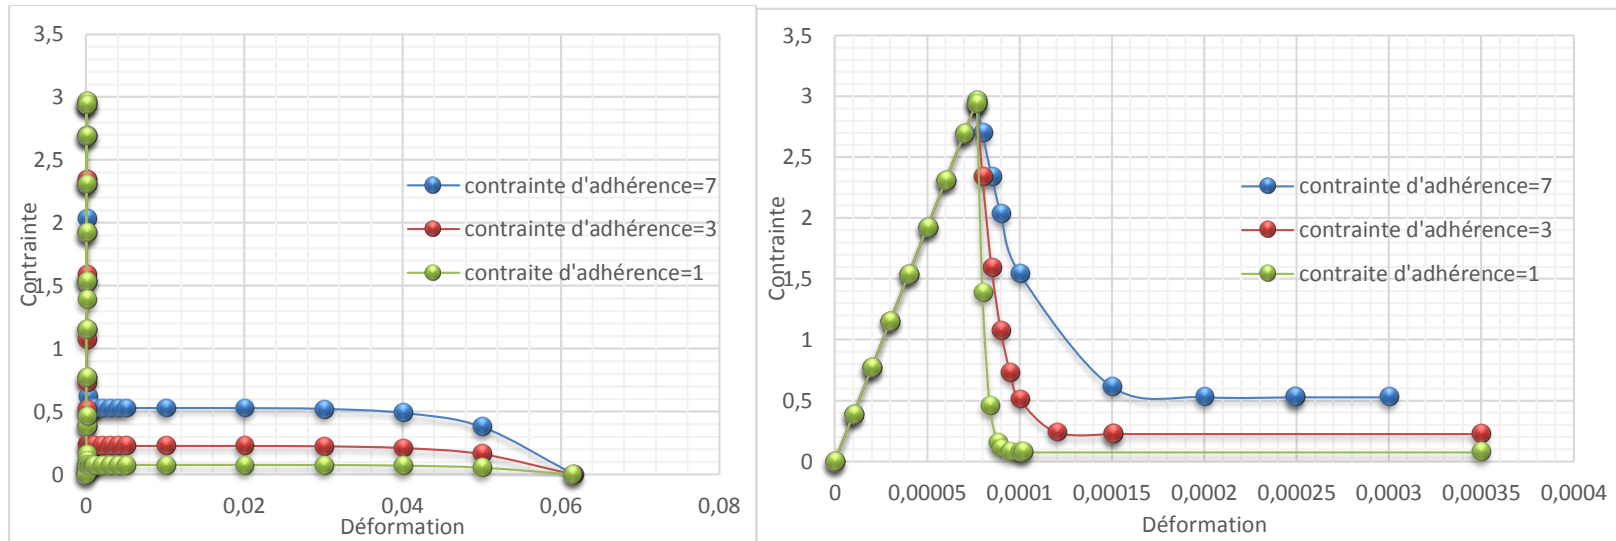 3,5
3
2,5
2
1,5
1
0,5
0
Contrainte
contrainte d'adhérence=7
contrainte d'adhérence=3
contraite d'adhérence=1
0 0,02 0,04 0,06 0,08
Déformation
3,5
3
2,5
2
1,5
1
0,5
0
Contrainte
contrainte d'adhérence=7
contrainte d'adhérence=3
contraite d'adhérence=1
0 0,00005 0,0001 0,00015 0,0002 0,00025 0,0003 0,00035 0,0004
Déformation